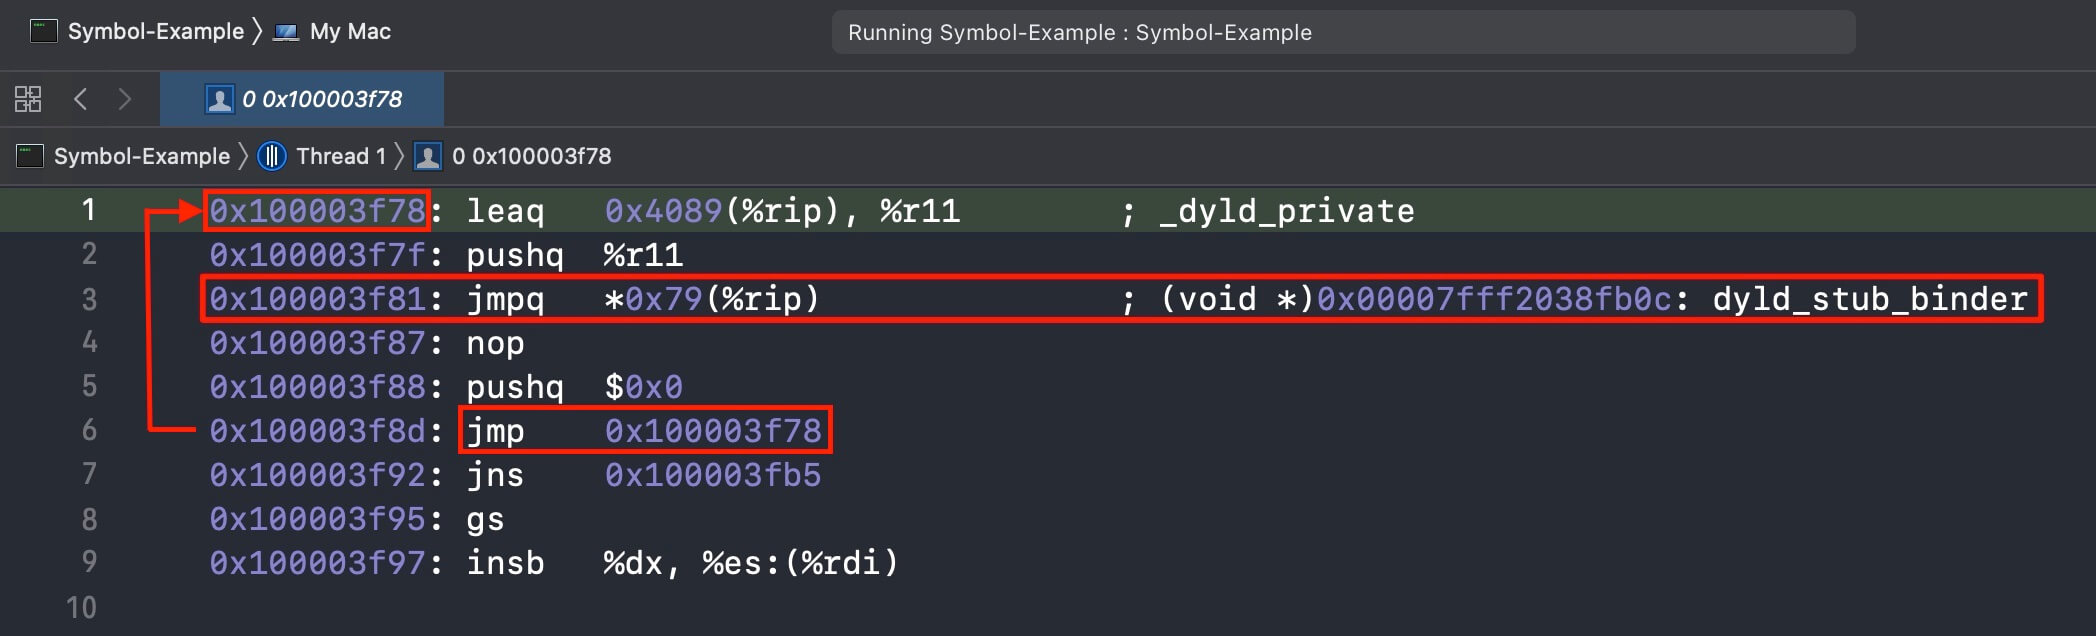 Symbol-Example 〉 My Mac
Running Symbol-Example : Symbol-Example
0 0x100003f78
Symbol-Example 〉 Thread 1 〉 0 0x100003f78
1 0x100003f78: leaq 0x4089(%rip), %r11 ; _dyld_private
2 0x100003f7f: pushq %r11
3 0x100003f81: jmpq *0x79(%rip) ; (void *)0x00007fff2038fb0c: dyld_stub_binder
4 0x100003f87: nop
5 0x100003f88: pushq $0x0
6 0x100003f8d: jmp 0x100003f78
7 0x100003f92: jns 0x100003fb5
8 0x100003f95: gs
9 0x100003f97: insb %dx, %es:(%rdi)
10